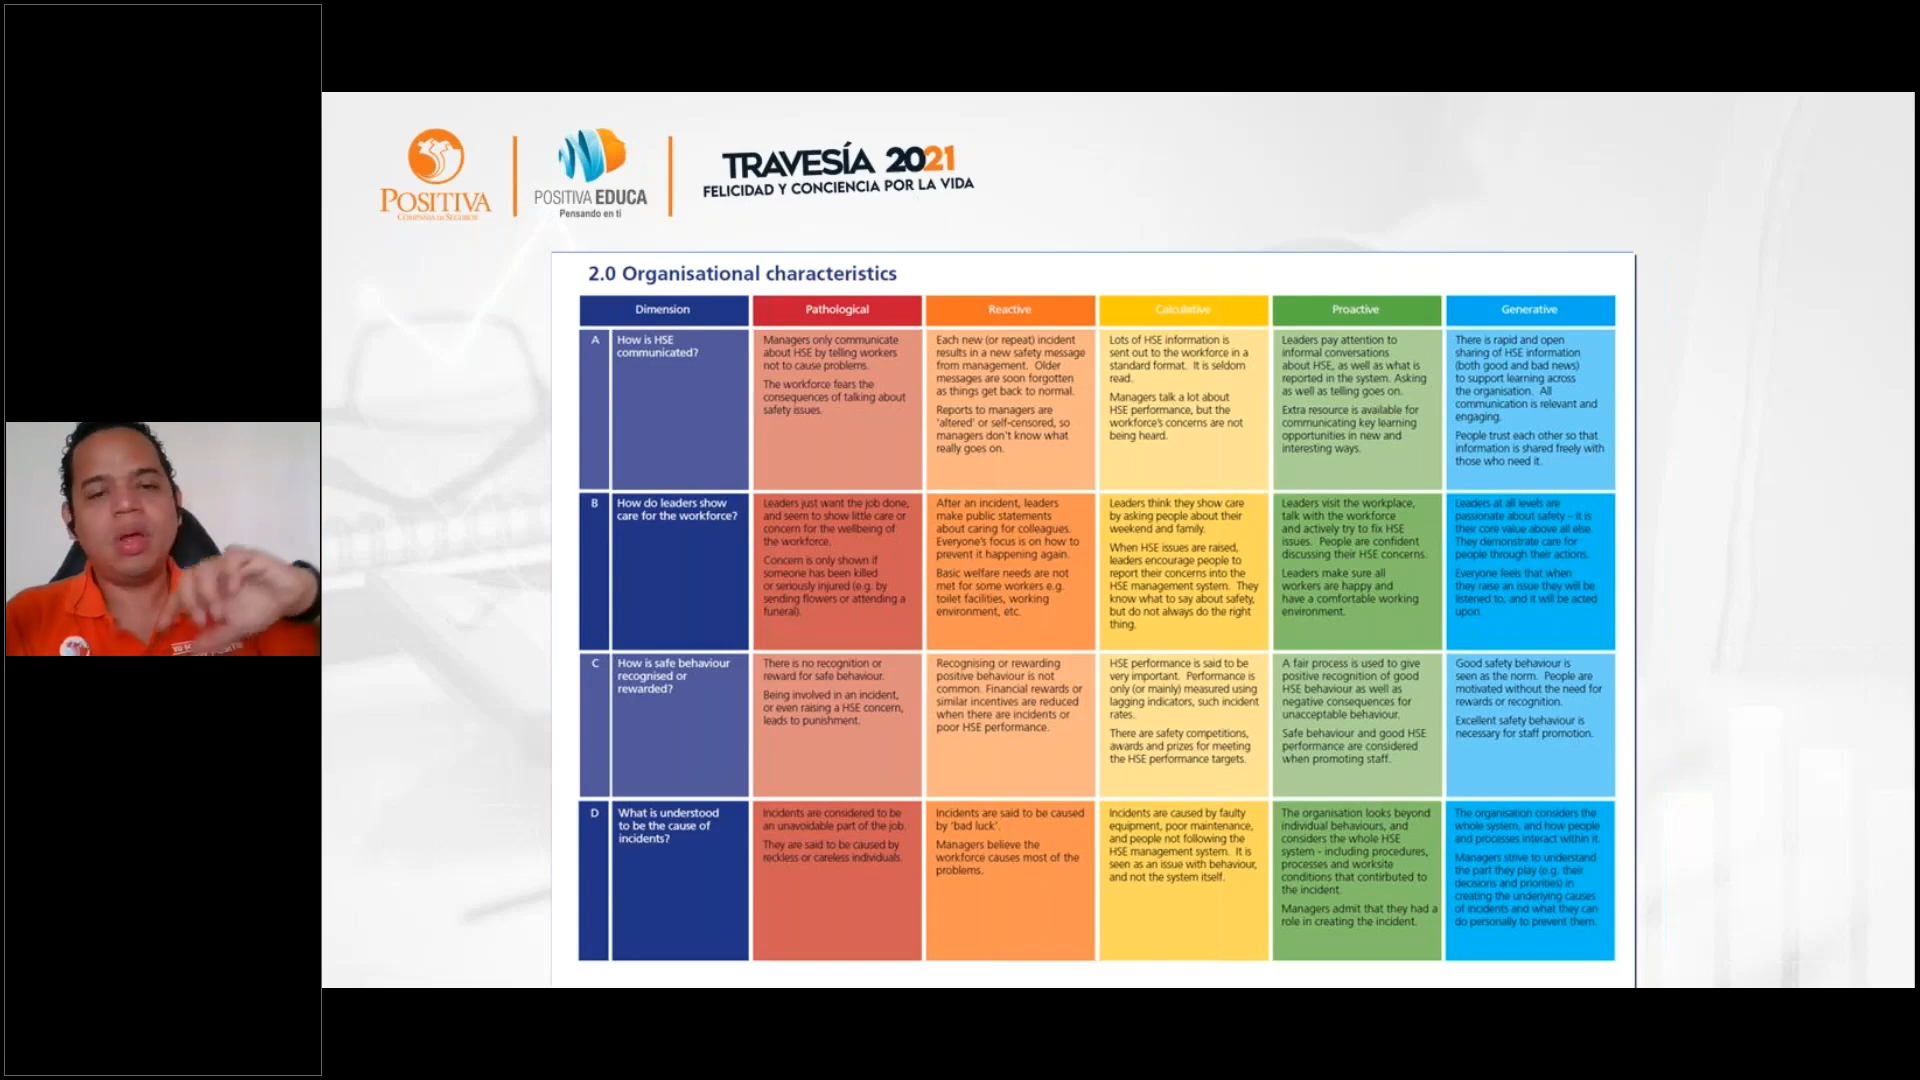 POSITIVA
COMPAÑÍA DE SEGUROS
POSITIVA EDUCA
Pensando en ti
TRAVESÍA 2021
FELICIDAD Y CONCIENCIA POR LA VIDA
2.0 Organisational characteristics
Dimension
Pathological
Reactive
Calculative
Proactive
Generative
A
How is HSE
communicated?
Managers only communicate
about HSE by telling workers
not to cause problems.
The workforce fears the
consequences of talking about
safety issues.
Each new (or repeat) incident
results in a new safety message
from management. Older
messages are soon forgotten
as things get back to normal.
Reports to managers are
'altered' or self-censored, so
managers don't know what
really goes on.
Lots of HSE information is
sent out to the workforce in a
standard format. It is seldom
read.
Managers talk a lot about
HSE performance, but the
workforce's concerns are not
being heard.
Leaders pay attention to
informal conversations
about HSE, as well as what is
reported in the system. Asking
as well as telling goes on.
Extra resource is available for
communicating key learning
opportunities in new and
interesting ways.
There is rapid and open
sharing of HSE information
(both good and bad news)
to support learning across
the organisation. All
communication is relevant and
engaging.
People trust each other so that
information is shared freely with
those who need it.
B
How do leaders show
care for the workforce?
Leaders just want the job done,
and seem to show little care or
concern for the wellbeing of
the workforce.
Concern is only shown if
someone has been killed
or seriously injured (e.g. by
sending flowers or attending a
funeral).
After an incident, leaders
make public statements
about caring for colleagues.
Everyone's focus is on how to
prevent it happening again.
Basic welfare needs are not
met for some workers e.g.
toilet facilities, working
environment, etc.
Leaders think they show care
by asking people about their
weekend and family.
When HSE issues are raised,
leaders encourage people to
report their concerns into the
HSE management system. They
know what to say about safety,
but do not always do the right
thing.
Leaders visit the workplace,
talk with the workforce
and actively try to fix HSE
issues. People are confident
discussing their HSE concerns.
Leaders make sure all
workers are happy and
have a comfortable working
environment.
Leaders at all levels are
passionate about safety – it is
their core value above all else.
They demonstrate care for
people through their actions.
Everyone feels that when
they raise an issue they will be
listened to, and it will be acted
upon.
C
How is safe behaviour
recognised or
rewarded?
There is no recognition or
reward for safe behaviour.
Being involved in an incident,
or even raising a HSE concern,
leads to punishment.
Recognising or rewarding
positive behaviour is not
common. Financial rewards or
similar incentives are reduced
when there are incidents or
poor HSE performance.
HSE performance is said to be
very important. Performance is
only (or mainly) measured using
lagging indicators, such incident
rates.
There are safety competitions,
awards and prizes for meeting
the HSE performance targets.
A fair process is used to give
positive recognition of good
HSE behaviour as well as
negative consequences for
unacceptable behaviour.
Safe behaviour and good HSE
performance are considered
when promoting staff.
Good safety behaviour is
seen as the norm. People are
motivated without the need for
rewards or recognition.
Excellent safety behaviour is
necessary for staff promotion.
D
What is understood
to be the cause of
incidents?
Incidents are considered to be
an unavoidable part of the job.
They are said to be caused by
reckless or careless individuals.
Incidents are said to be caused
by 'bad luck'.
Managers believe the
workforce causes most of the
problems.
Incidents are caused by faulty
equipment, poor maintenance,
and people not following the
HSE management system. It is
seen as an issue with behaviour,
and not the system itself.
The organisation looks beyond
individual behaviours, and
considers the whole HSE
system - including procedures,
processes and worksite
conditions that contirbuted to
the incident.
Managers admit that they had a
role in creating the incident.
The organisation considers the
whole system, and how people
and processes interact within it.
Managers strive to understand
the part they play (e.g. their
decisions and priorities) in
creating the underlying causes
of incidents and what they can
do personally to prevent them.